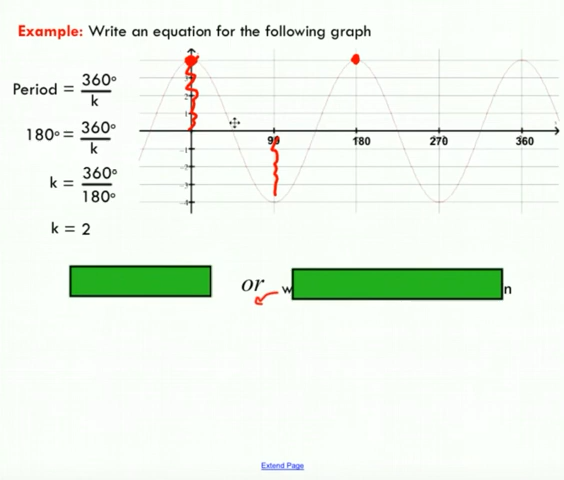 Example: Write an equation for the following graph
Period = 360°/k
180° = 360°/k
k = 360°/180°
k = 2
90 180 270 360
or w n
Extend Page